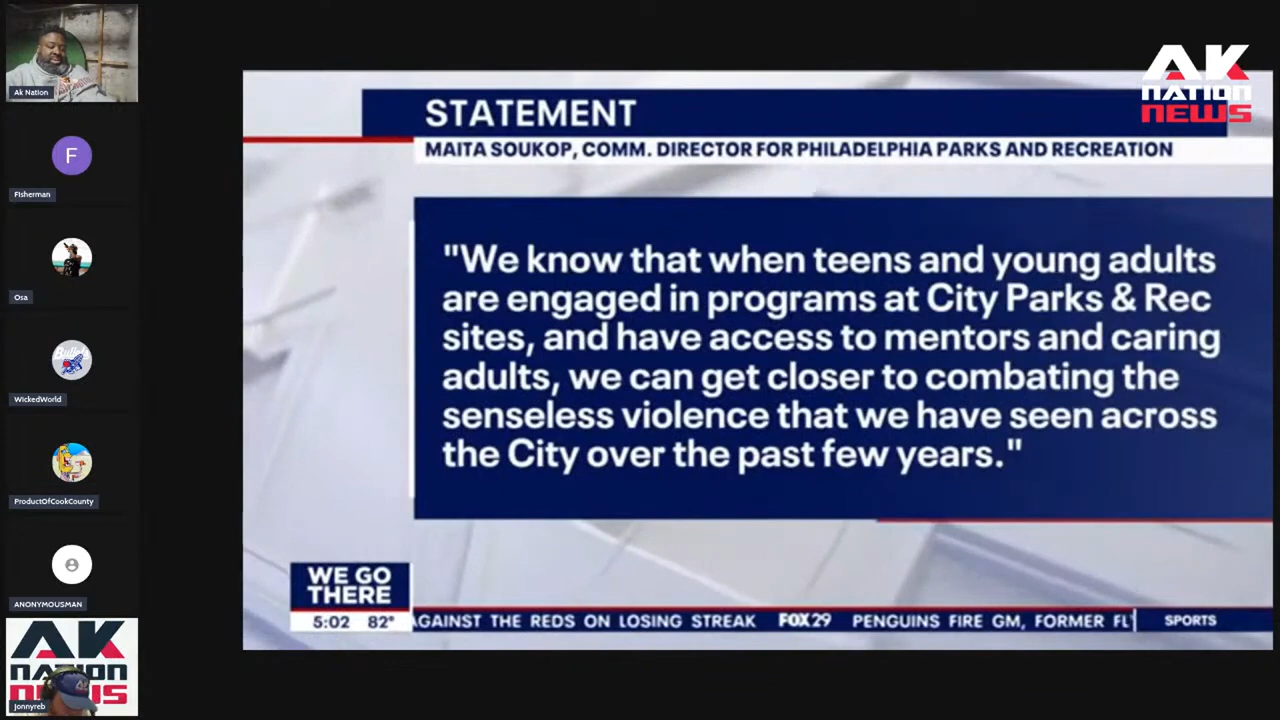 Ak Nation
F
FIsherman
Osa
Bulls
WickedWorld
ProductOfCookCounty
ANONYMOUSMAN
AK
NATION
NEWS
Jonnyreb
AK
NATION
NEWS
STATEMENT
MAITA SOUKOP, COMM. DIRECTOR FOR PHILADELPHIA PARKS AND RECREATION
"We know that when teens and young adults
are engaged in programs at City Parks & Rec
sites, and have access to mentors and caring
adults, we can get closer to combating the
senseless violence that we have seen across
the City over the past few years."
WE GO
THERE
5:02 82° AGAINST THE REDS ON LOSING STREAK FOX29 PENGUINS FIRE GM, FORMER SPORTS